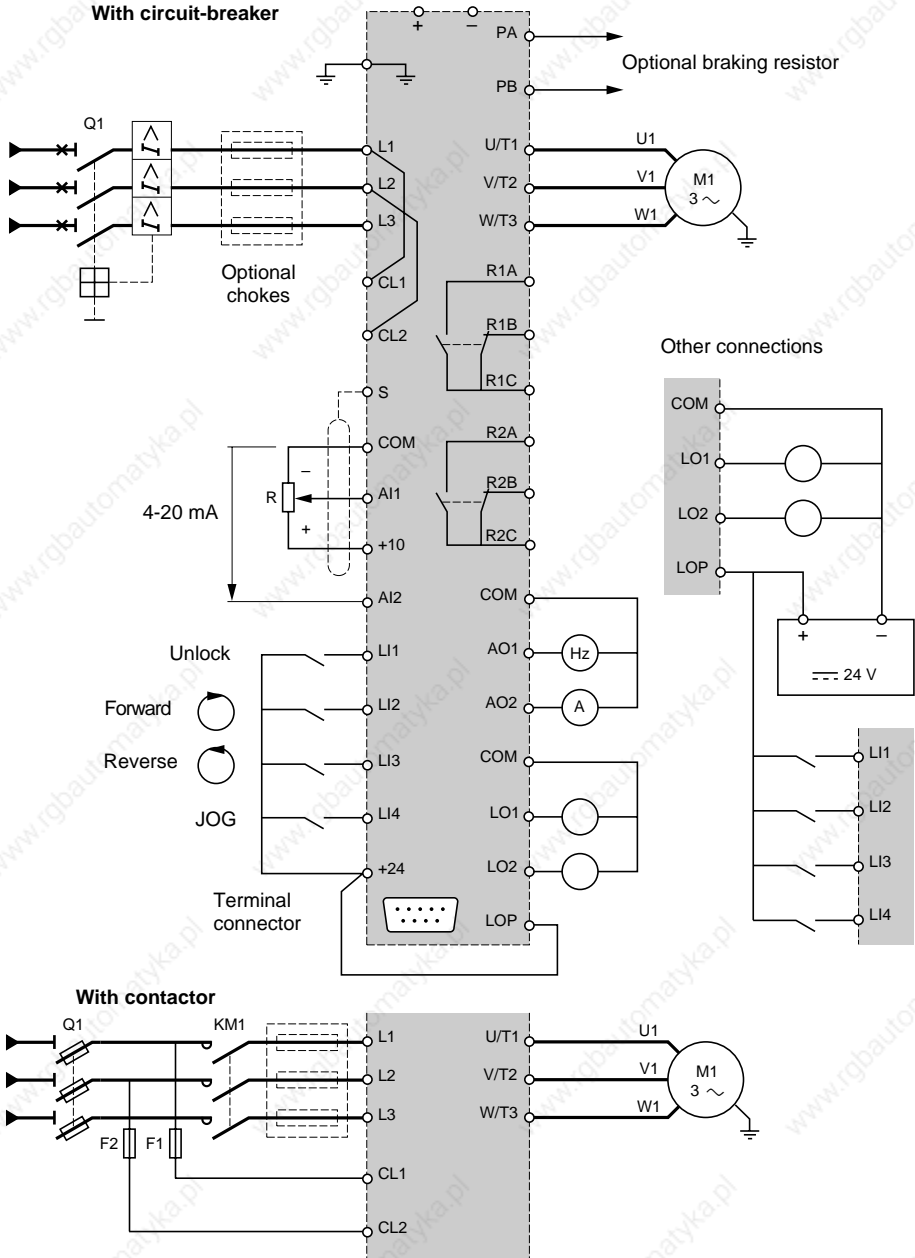 With circuit-breaker
+ −
PA
Optional braking resistor
PB
Q1
L1
U/T1
U1
L2
V/T2
V1
M1
3 ~
L3
W/T3
W1
Optional
chokes
CL1
R1A
CL2
R1B
Other connections
S
R1C
COM
COM
R2A
−
LO1
4-20 mA
R
AI1
R2B
+
LO2
+10
R2C
LOP
AI2
COM
+ −
24 V
Unlock
LI1
AO1
Hz
Forward
LI2
AO2
A
Reverse
LI3
COM
LI1
JOG
LI4
LO1
LI2
+24
LO2
LI3
Terminal
connector
LOP
LI4
With contactor
Q1
KM1
L1
U/T1
U1
L2
V/T2
V1
M1
3 ~
L3
W/T3
W1
F2
F1
CL1
CL2
www.rgbautomatyka.pl